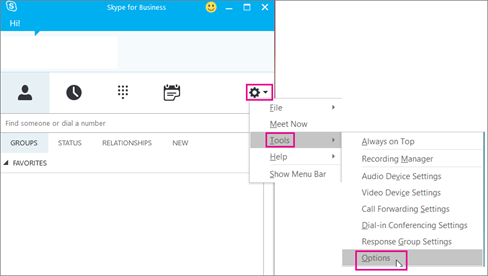 Skype for Business
Hi!
File
Meet Now
Find someone or dial a number
Tools
Always on Top
GROUPS STATUS RELATIONSHIPS NEW
Help
Recording Manager
FAVORITES
Show Menu Bar
Audio Device Settings
Video Device Settings
Call Forwarding Settings
Dial-in Conferencing Settings
Response Group Settings
Options